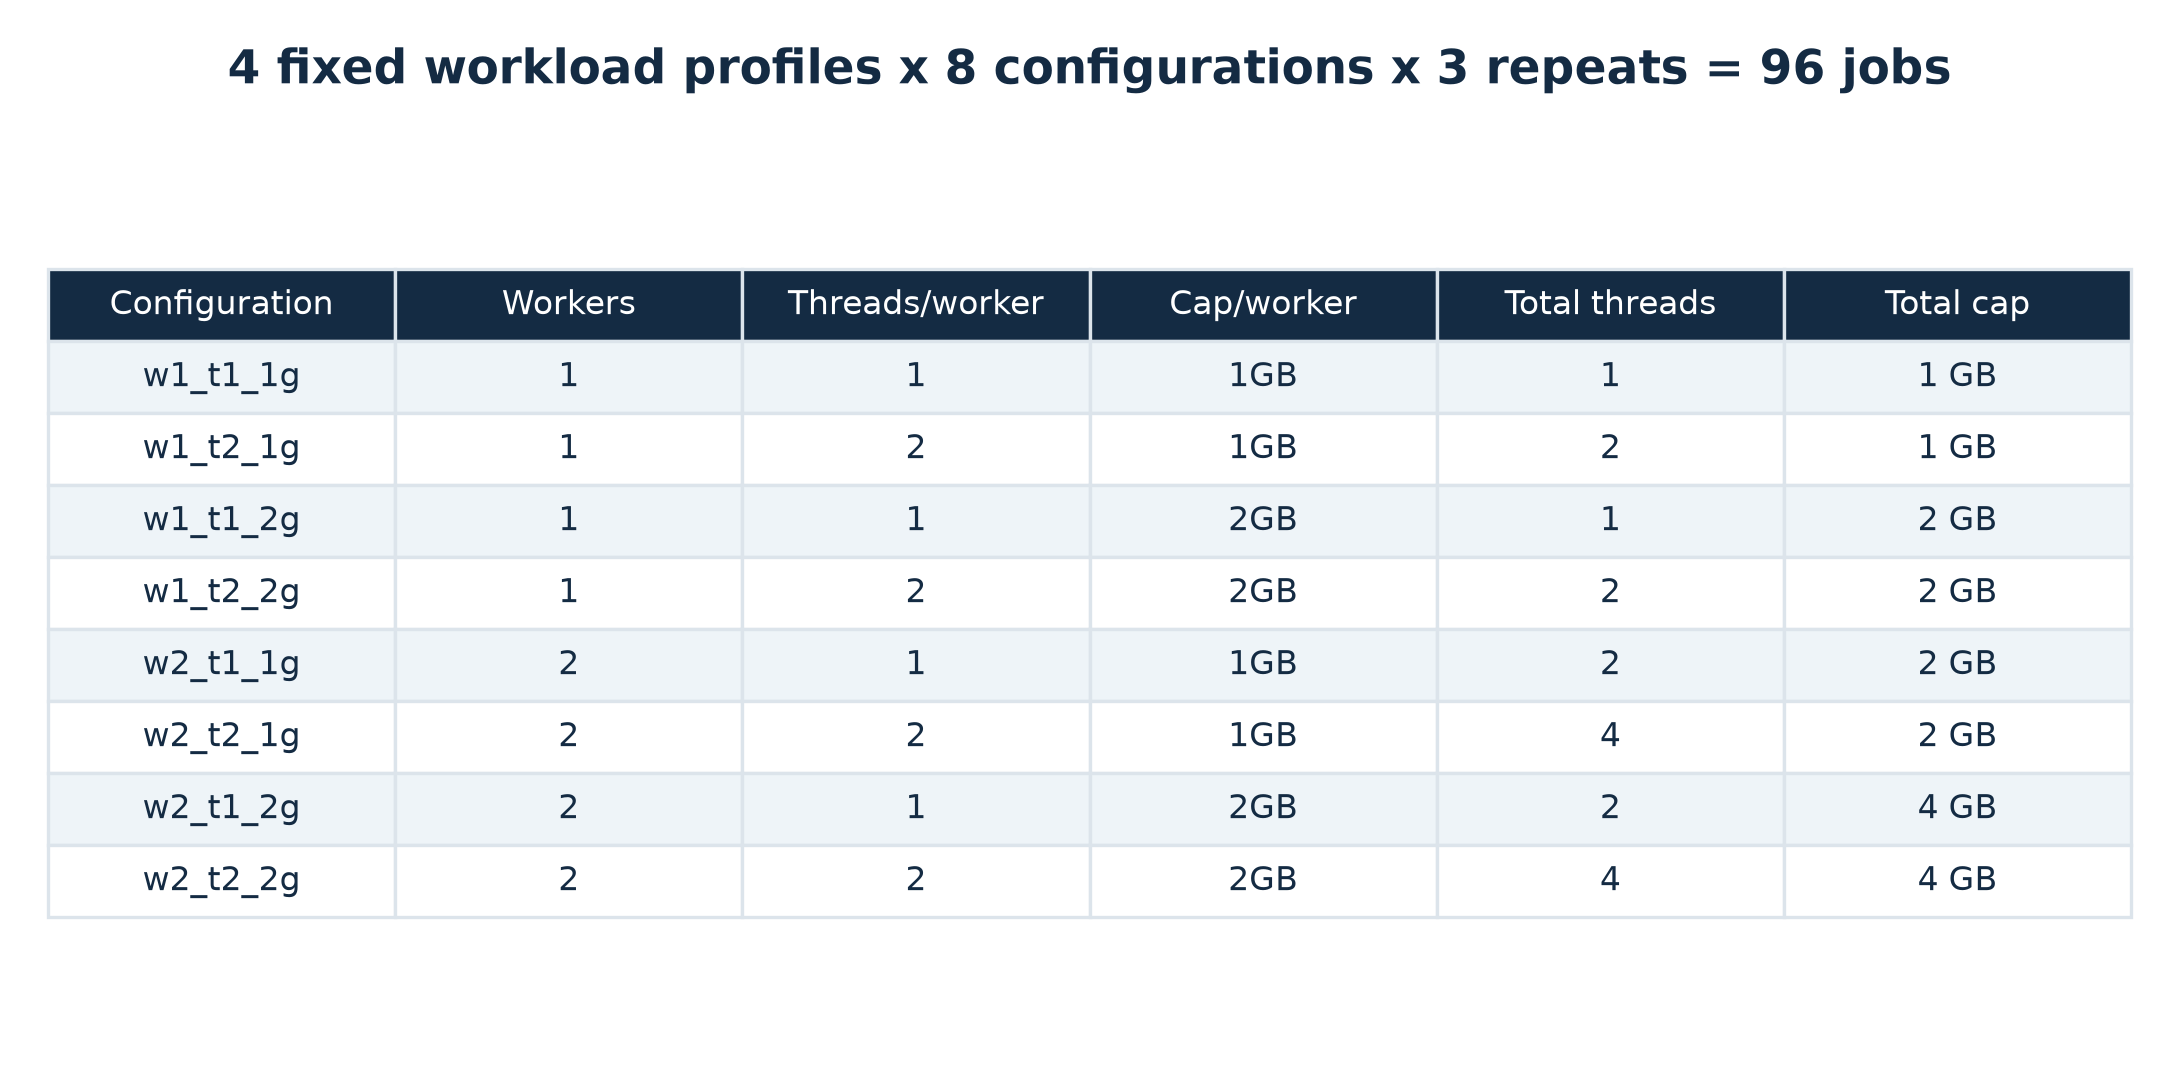 4 fixed workload profiles x 8 configurations x 3 repeats = 96 jobs
Configuration Workers Threads/worker Cap/worker Total threads Total cap
w1_t1_1g 1 1 1GB 1 1 GB
w1_t2_1g 1 2 1GB 2 1 GB
w1_t1_2g 1 1 2GB 1 2 GB
w1_t2_2g 1 2 2GB 2 2 GB
w2_t1_1g 2 1 1GB 2 2 GB
w2_t2_1g 2 2 1GB 4 2 GB
w2_t1_2g 2 1 2GB 2 4 GB
w2_t2_2g 2 2 2GB 4 4 GB